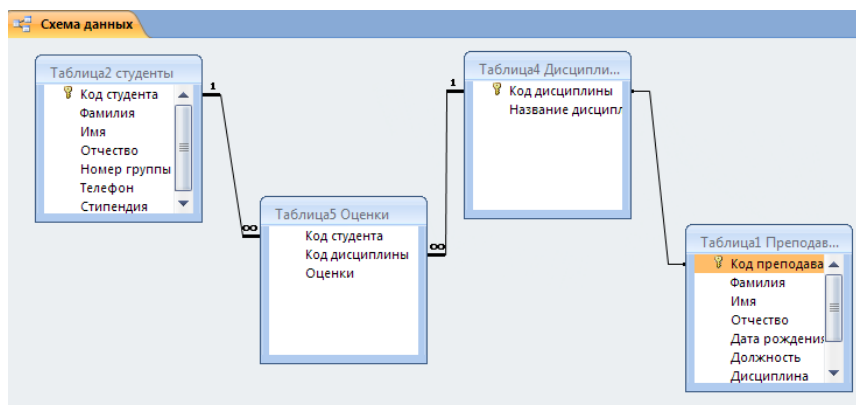 Схема данных
Таблица2 студенты
Код студента
Фамилия
Имя
Отчество
Номер группы
Телефон
Стипендия
1
∞
Таблица5 Оценки
Код студента
Код дисциплины
Оценки
∞
1
Таблица4 Дисципли...
Код дисциплины
Название дисципл
Таблица1 Преподав...
Код преподава
Фамилия
Имя
Отчество
Дата рождения
Должность
Дисциплина